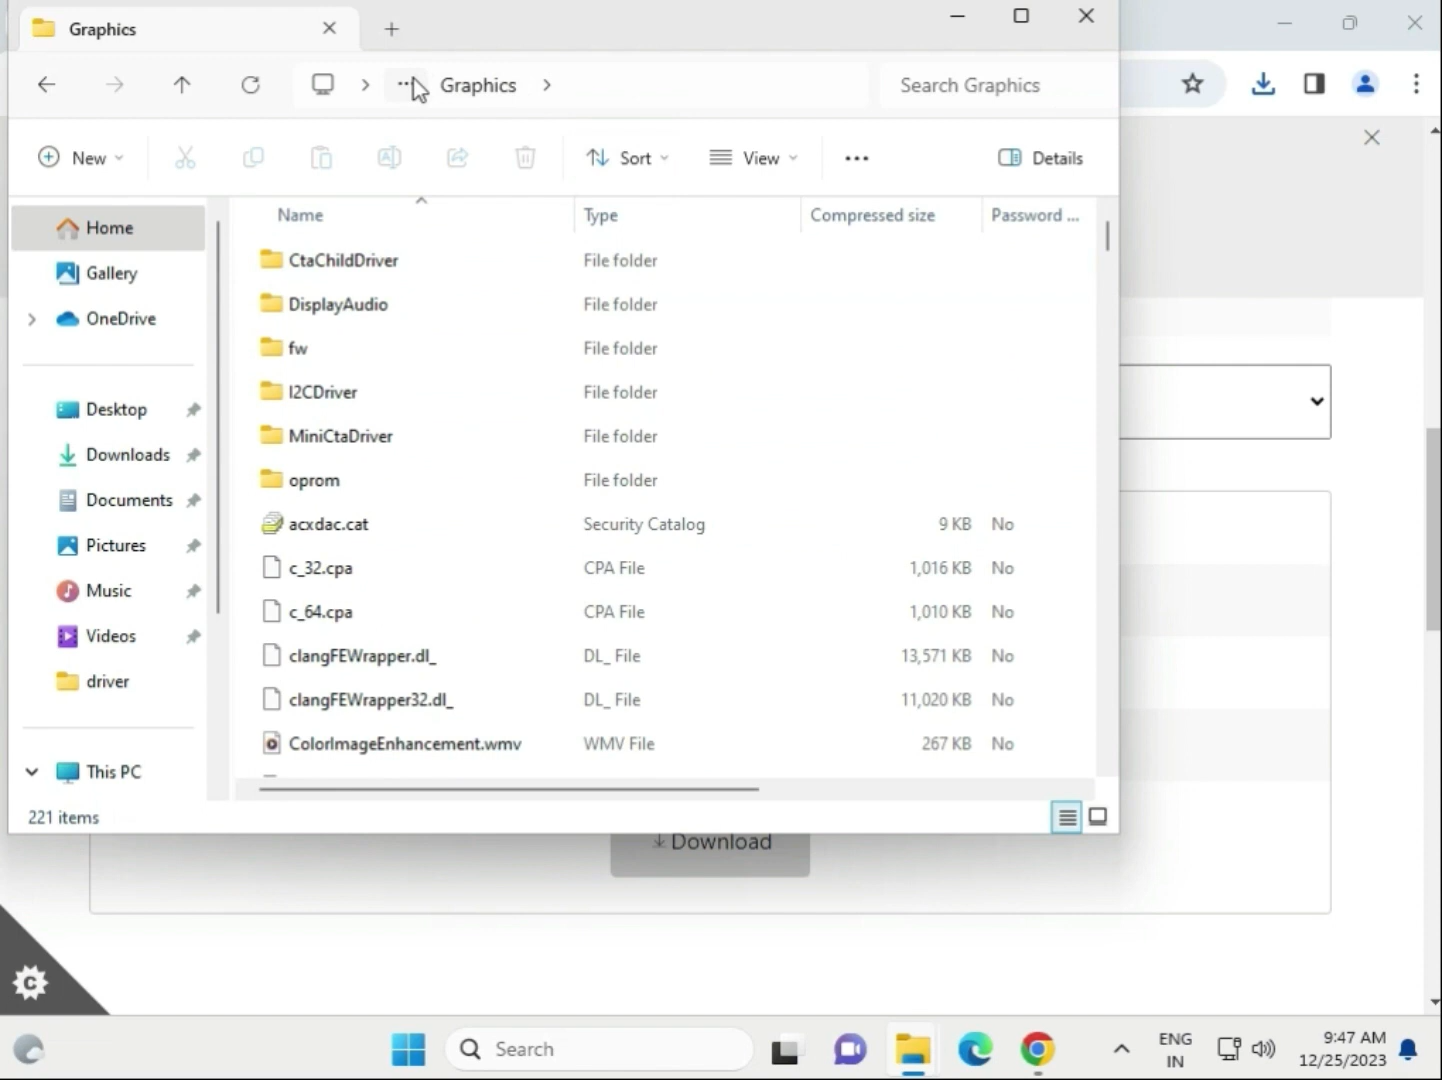 Graphics
Graphics
Search Graphics
New
Sort
View
Details
Name Type Compressed size Password ...
Home
Gallery
OneDrive
Desktop
Downloads
Documents
Pictures
Music
Videos
driver
This PC
CtaChildDriver File folder
DisplayAudio File folder
fw File folder
I2CDriver File folder
MiniCtaDriver File folder
oprom File folder
acxdac.cat Security Catalog 9 KB No
c_32.cpa CPA File 1,016 KB No
c_64.cpa CPA File 1,010 KB No
clangFEWrapper.dl_ DL_ File 13,571 KB No
clangFEWrapper32.dl_ DL_ File 11,020 KB No
ColorImageEnhancement.wmv WMV File 267 KB No
221 items
Download
Search
ENG
IN
9:47 AM
12/25/2023